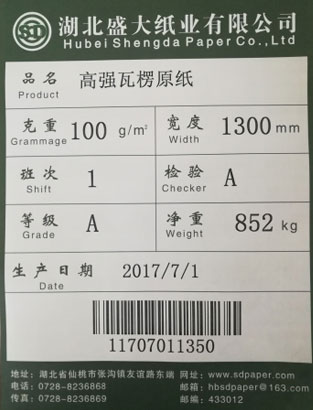 SD 湖北盛大纸业有限公司
Hubei Shengda Paper Co.,Ltd
品名 高强瓦楞原纸
Product
克重 100 g/m² 宽度 1300 mm
Grammage Width
班次 1 检验 A
Shift Checker
等级 A 净重 852 kg
Grade Weight
生产日期 2017/7/1
Date
11707011350
地址:湖北省仙桃市张沟镇友谊路东端 网址:www.sdpaper.com
电话:0728-8236868 邮箱:hbsdpaper@163.com
传真:0728-8236869 邮编:433012